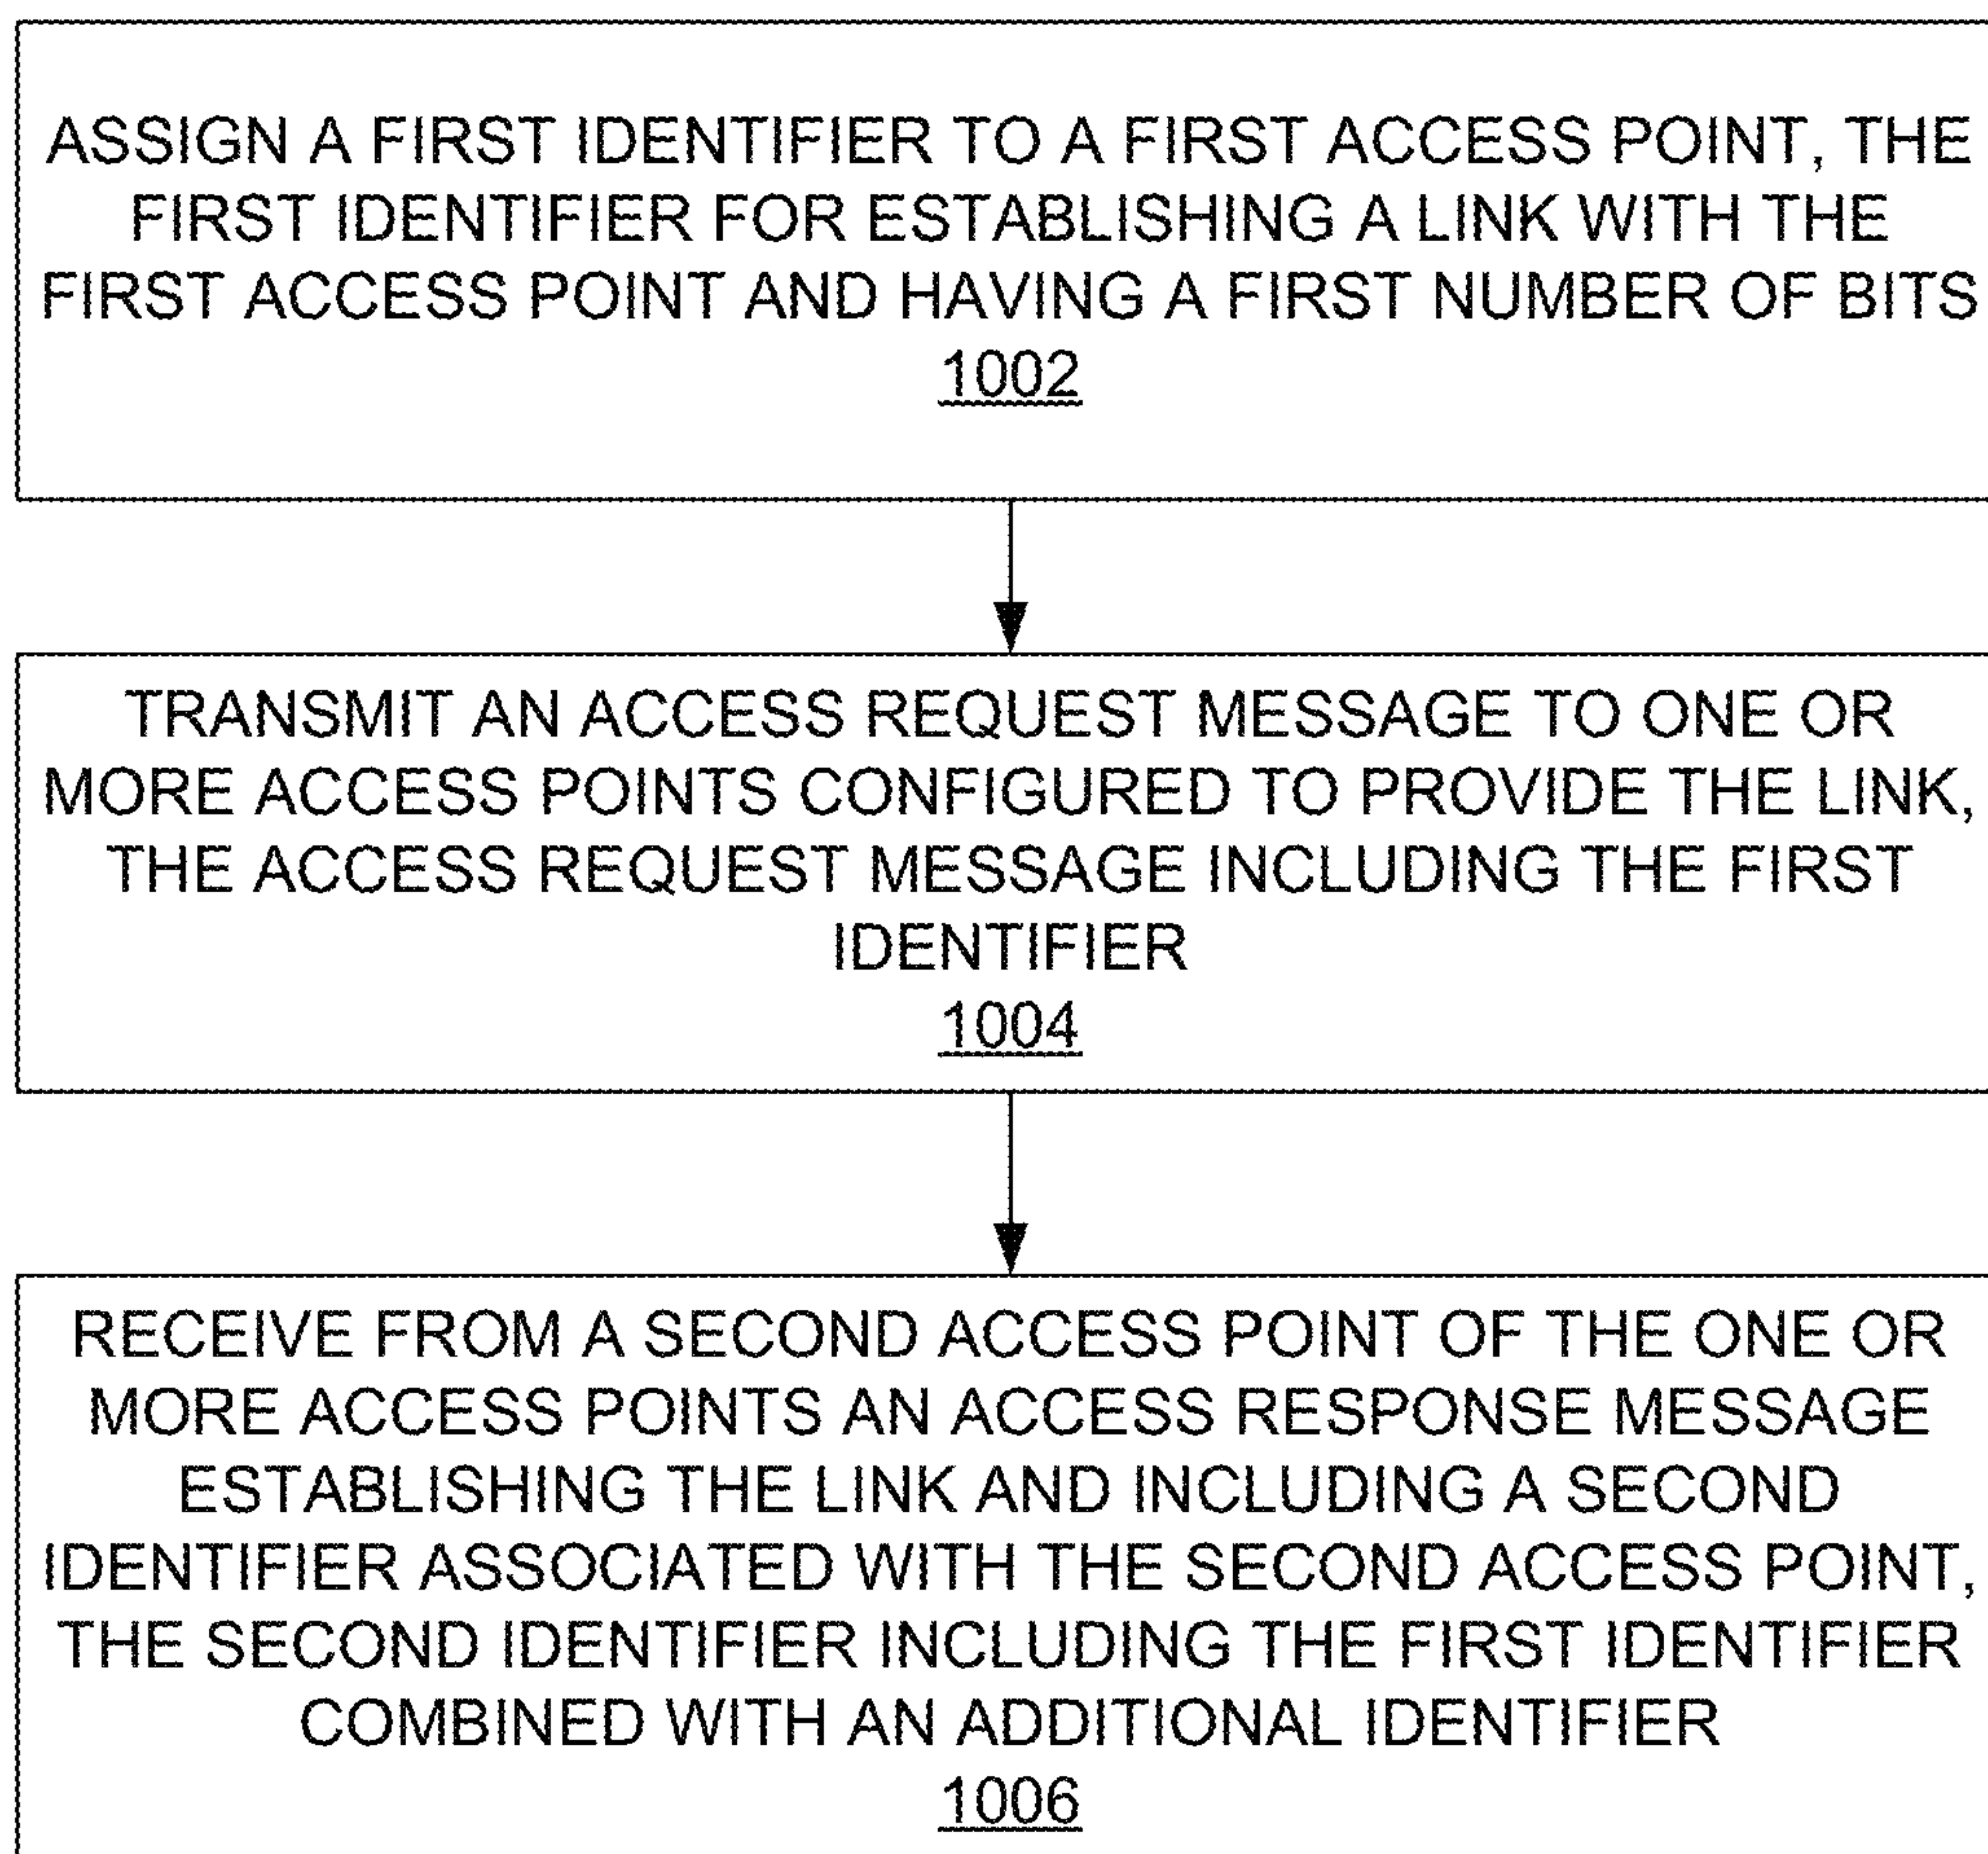 ASSIGN A FIRST IDENTIFIER TO A FIRST ACCESS POINT, THE
FIRST IDENTIFIER FOR ESTABLISHING A LINK WITH THE
FIRST ACCESS POINT AND HAVING A FIRST NUMBER OF BITS
1002
TRANSMIT AN ACCESS REQUEST MESSAGE TO ONE OR
MORE ACCESS POINTS CONFIGURED TO PROVIDE THE LINK,
THE ACCESS REQUEST MESSAGE INCLUDING THE FIRST
IDENTIFIER
1004
RECEIVE FROM A SECOND ACCESS POINT OF THE ONE OR
MORE ACCESS POINTS AN ACCESS RESPONSE MESSAGE
ESTABLISHING THE LINK AND INCLUDING A SECOND
IDENTIFIER ASSOCIATED WITH THE SECOND ACCESS POINT,
THE SECOND IDENTIFIER INCLUDING THE FIRST IDENTIFIER
COMBINED WITH AN ADDITIONAL IDENTIFIER
1006